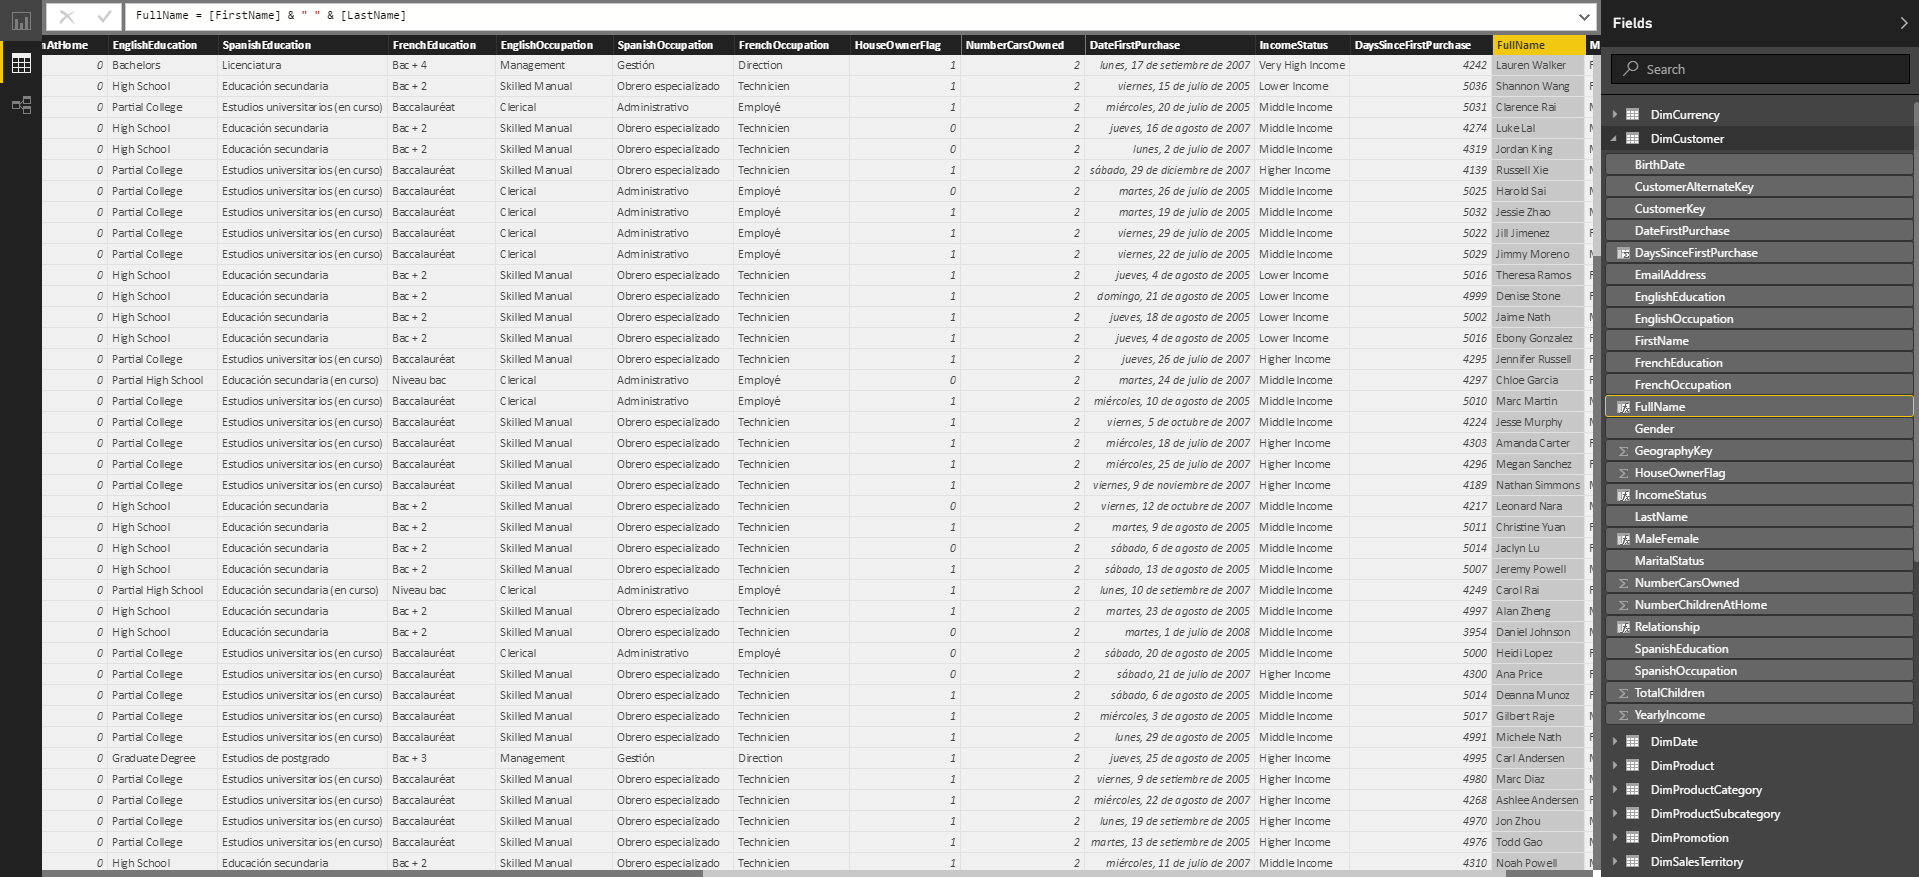 FullName = [FirstName] & " " & [LastName]
Fields
Search
nAtHome EnglishEducation SpanishEducation FrenchEducation EnglishOccupation SpanishOccupation FrenchOccupation HouseOwnerFlag NumberCarsOwned DateFirstPurchase IncomeStatus DaysSinceFirstPurchase FullName M
0 Bachelors Licenciatura Bac + 4 Management Gestión Direction 1 2 lunes, 17 de setiembre de 2007 Very High Income 4242 Lauren Walker F
0 High School Educación secundaria Bac + 2 Skilled Manual Obrero especializado Technicien 1 2 viernes, 15 de julio de 2005 Lower Income 5036 Shannon Wang F
0 Partial College Estudios universitarios (en curso) Baccalauréat Clerical Administrativo Employé 1 2 miércoles, 20 de julio de 2005 Middle Income 5031 Clarence Rai M
0 High School Educación secundaria Bac + 2 Skilled Manual Obrero especializado Technicien 0 2 jueves, 16 de agosto de 2007 Middle Income 4274 Luke Lal M
0 High School Educación secundaria Bac + 2 Skilled Manual Obrero especializado Technicien 0 2 lunes, 2 de julio de 2007 Middle Income 4319 Jordan King M
0 Partial College Estudios universitarios (en curso) Baccalauréat Skilled Manual Obrero especializado Technicien 1 2 sábado, 29 de diciembre de 2007 Higher Income 4139 Russell Xie M
0 Partial College Estudios universitarios (en curso) Baccalauréat Clerical Administrativo Employé 0 2 martes, 26 de julio de 2005 Middle Income 5025 Harold Sai M
0 Partial College Estudios universitarios (en curso) Baccalauréat Clerical Administrativo Employé 1 2 martes, 19 de julio de 2005 Middle Income 5032 Jessie Zhao M
0 Partial College Estudios universitarios (en curso) Baccalauréat Clerical Administrativo Employé 1 2 viernes, 29 de julio de 2005 Middle Income 5022 Jill Jimenez F
0 Partial College Estudios universitarios (en curso) Baccalauréat Clerical Administrativo Employé 1 2 viernes, 22 de julio de 2005 Middle Income 5029 Jimmy Moreno M
0 High School Educación secundaria Bac + 2 Skilled Manual Obrero especializado Technicien 1 2 jueves, 4 de agosto de 2005 Lower Income 5016 Theresa Ramos F
0 High School Educación secundaria Bac + 2 Skilled Manual Obrero especializado Technicien 1 2 domingo, 21 de agosto de 2005 Lower Income 4999 Denise Stone F
0 High School Educación secundaria Bac + 2 Skilled Manual Obrero especializado Technicien 1 2 jueves, 18 de agosto de 2005 Lower Income 5002 Jaime Nath M
0 High School Educación secundaria Bac + 2 Skilled Manual Obrero especializado Technicien 1 2 jueves, 4 de agosto de 2005 Lower Income 5016 Ebony Gonzalez F
0 Partial College Estudios universitarios (en curso) Baccalauréat Skilled Manual Obrero especializado Technicien 1 2 jueves, 26 de julio de 2007 Higher Income 4295 Jennifer Russell F
0 Partial High School Educación secundaria (en curso) Niveau bac Clerical Administrativo Employé 0 2 martes, 24 de julio de 2007 Middle Income 4297 Chloe Garcia F
0 Partial College Estudios universitarios (en curso) Baccalauréat Clerical Administrativo Employé 1 2 miércoles, 10 de agosto de 2005 Middle Income 5010 Marc Martin M
0 Partial College Estudios universitarios (en curso) Baccalauréat Skilled Manual Obrero especializado Technicien 1 2 viernes, 5 de octubre de 2007 Middle Income 4224 Jesse Murphy M
0 Partial College Estudios universitarios (en curso) Baccalauréat Skilled Manual Obrero especializado Technicien 1 2 miércoles, 18 de julio de 2007 Higher Income 4303 Amanda Carter F
0 Partial College Estudios universitarios (en curso) Baccalauréat Skilled Manual Obrero especializado Technicien 1 2 miércoles, 25 de julio de 2007 Higher Income 4296 Megan Sanchez F
0 Partial College Estudios universitarios (en curso) Baccalauréat Skilled Manual Obrero especializado Technicien 1 2 viernes, 9 de noviembre de 2007 Higher Income 4189 Nathan Simmons M
0 High School Educación secundaria Bac + 2 Skilled Manual Obrero especializado Technicien 0 2 viernes, 12 de octubre de 2007 Middle Income 4217 Leonard Nara M
0 High School Educación secundaria Bac + 2 Skilled Manual Obrero especializado Technicien 1 2 martes, 9 de agosto de 2005 Middle Income 5011 Christine Yuan F
0 High School Educación secundaria Bac + 2 Skilled Manual Obrero especializado Technicien 0 2 sábado, 6 de agosto de 2005 Middle Income 5014 Jaclyn Lu F
0 High School Educación secundaria Bac + 2 Skilled Manual Obrero especializado Technicien 1 2 sábado, 13 de agosto de 2005 Middle Income 5007 Jeremy Powell M
0 Partial High School Educación secundaria (en curso) Niveau bac Clerical Administrativo Employé 1 2 lunes, 10 de setiembre de 2007 Middle Income 4249 Carol Rai F
0 High School Educación secundaria Bac + 2 Skilled Manual Obrero especializado Technicien 1 2 martes, 23 de agosto de 2005 Middle Income 4997 Alan Zheng M
0 High School Educación secundaria Bac + 2 Skilled Manual Obrero especializado Technicien 0 2 martes, 1 de julio de 2008 Middle Income 3954 Daniel Johnson M
0 Partial College Estudios universitarios (en curso) Baccalauréat Clerical Administrativo Employé 0 2 sábado, 20 de agosto de 2005 Middle Income 5000 Heidi Lopez F
0 Partial College Estudios universitarios (en curso) Baccalauréat Skilled Manual Obrero especializado Technicien 0 2 sábado, 21 de julio de 2007 Higher Income 4300 Ana Price F
0 Partial College Estudios universitarios (en curso) Baccalauréat Skilled Manual Obrero especializado Technicien 1 2 sábado, 6 de agosto de 2005 Middle Income 5014 Deanna Munoz F
0 Partial College Estudios universitarios (en curso) Baccalauréat Skilled Manual Obrero especializado Technicien 1 2 miércoles, 3 de agosto de 2005 Middle Income 5017 Gilbert Raje M
0 Partial College Estudios universitarios (en curso) Baccalauréat Skilled Manual Obrero especializado Technicien 1 2 lunes, 29 de agosto de 2005 Middle Income 4991 Michele Nath F
0 Graduate Degree Estudios de postgrado Bac + 3 Management Gestión Direction 1 2 jueves, 25 de agosto de 2005 Higher Income 4995 Carl Andersen M
0 Partial College Estudios universitarios (en curso) Baccalauréat Skilled Manual Obrero especializado Technicien 1 2 viernes, 9 de setiembre de 2005 Higher Income 4980 Marc Diaz M
0 Partial College Estudios universitarios (en curso) Baccalauréat Skilled Manual Obrero especializado Technicien 1 2 miércoles, 22 de agosto de 2007 Higher Income 4268 Ashlee Andersen F
0 Partial College Estudios universitarios (en curso) Baccalauréat Skilled Manual Obrero especializado Technicien 1 2 lunes, 19 de setiembre de 2005 Higher Income 4970 Jon Zhou M
0 Partial College Estudios universitarios (en curso) Baccalauréat Skilled Manual Obrero especializado Technicien 1 2 martes, 13 de setiembre de 2005 Higher Income 4976 Todd Gao M
0 High School Educación secundaria Bac + 2 Skilled Manual Obrero especializado Technicien 1 2 miércoles, 11 de julio de 2007 Middle Income 4310 Noah Powell M
DimCurrency
DimCustomer
BirthDate
CustomerAlternateKey
CustomerKey
DateFirstPurchase
DaysSinceFirstPurchase
EmailAddress
EnglishEducation
EnglishOccupation
FirstName
FrenchEducation
FrenchOccupation
FullName
Gender
Σ GeographyKey
Σ HouseOwnerFlag
IncomeStatus
LastName
MaleFemale
MaritalStatus
Σ NumberCarsOwned
Σ NumberChildrenAtHome
Relationship
SpanishEducation
SpanishOccupation
Σ TotalChildren
Σ YearlyIncome
DimDate
DimProduct
DimProductCategory
DimProductSubcategory
DimPromotion
DimSalesTerritory